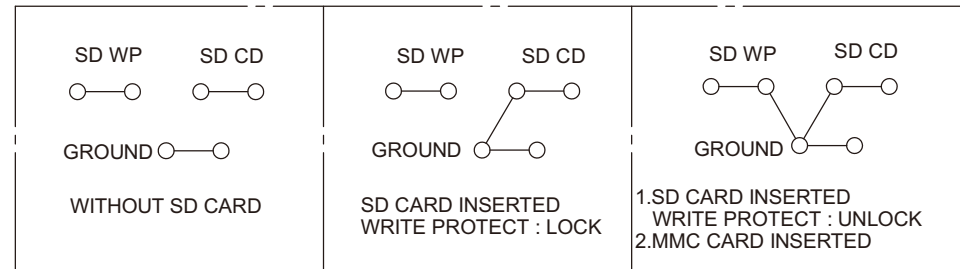 SD WP SD CD
GROUND
WITHOUT SD CARD
SD WP SD CD
GROUND
SD CARD INSERTED
WRITE PROTECT : LOCK
SD WP SD CD
GROUND
1.SD CARD INSERTED
WRITE PROTECT : UNLOCK
2.MMC CARD INSERTED